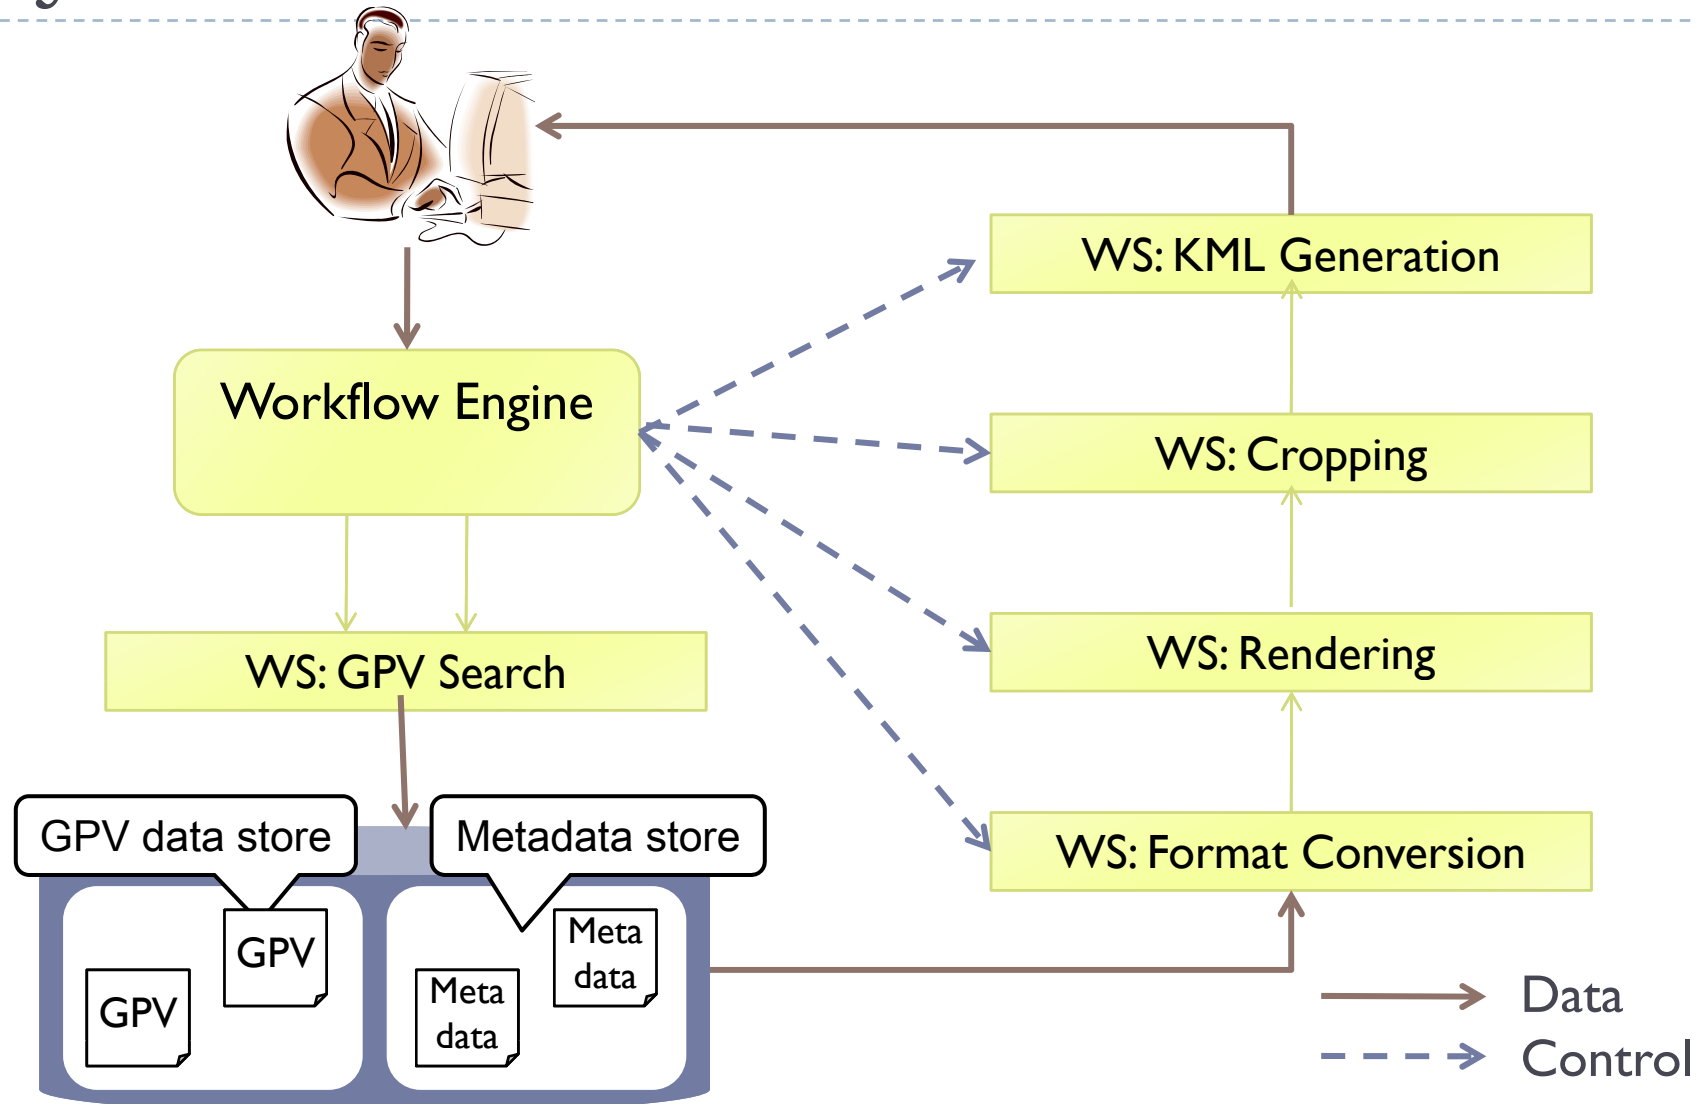 WS: KML Generation
Workflow Engine
WS: Cropping
WS: GPV Search
WS: Rendering
GPV data store
Metadata store
WS: Format Conversion
GPV
GPV
Meta
data
Meta
data
Data
Control